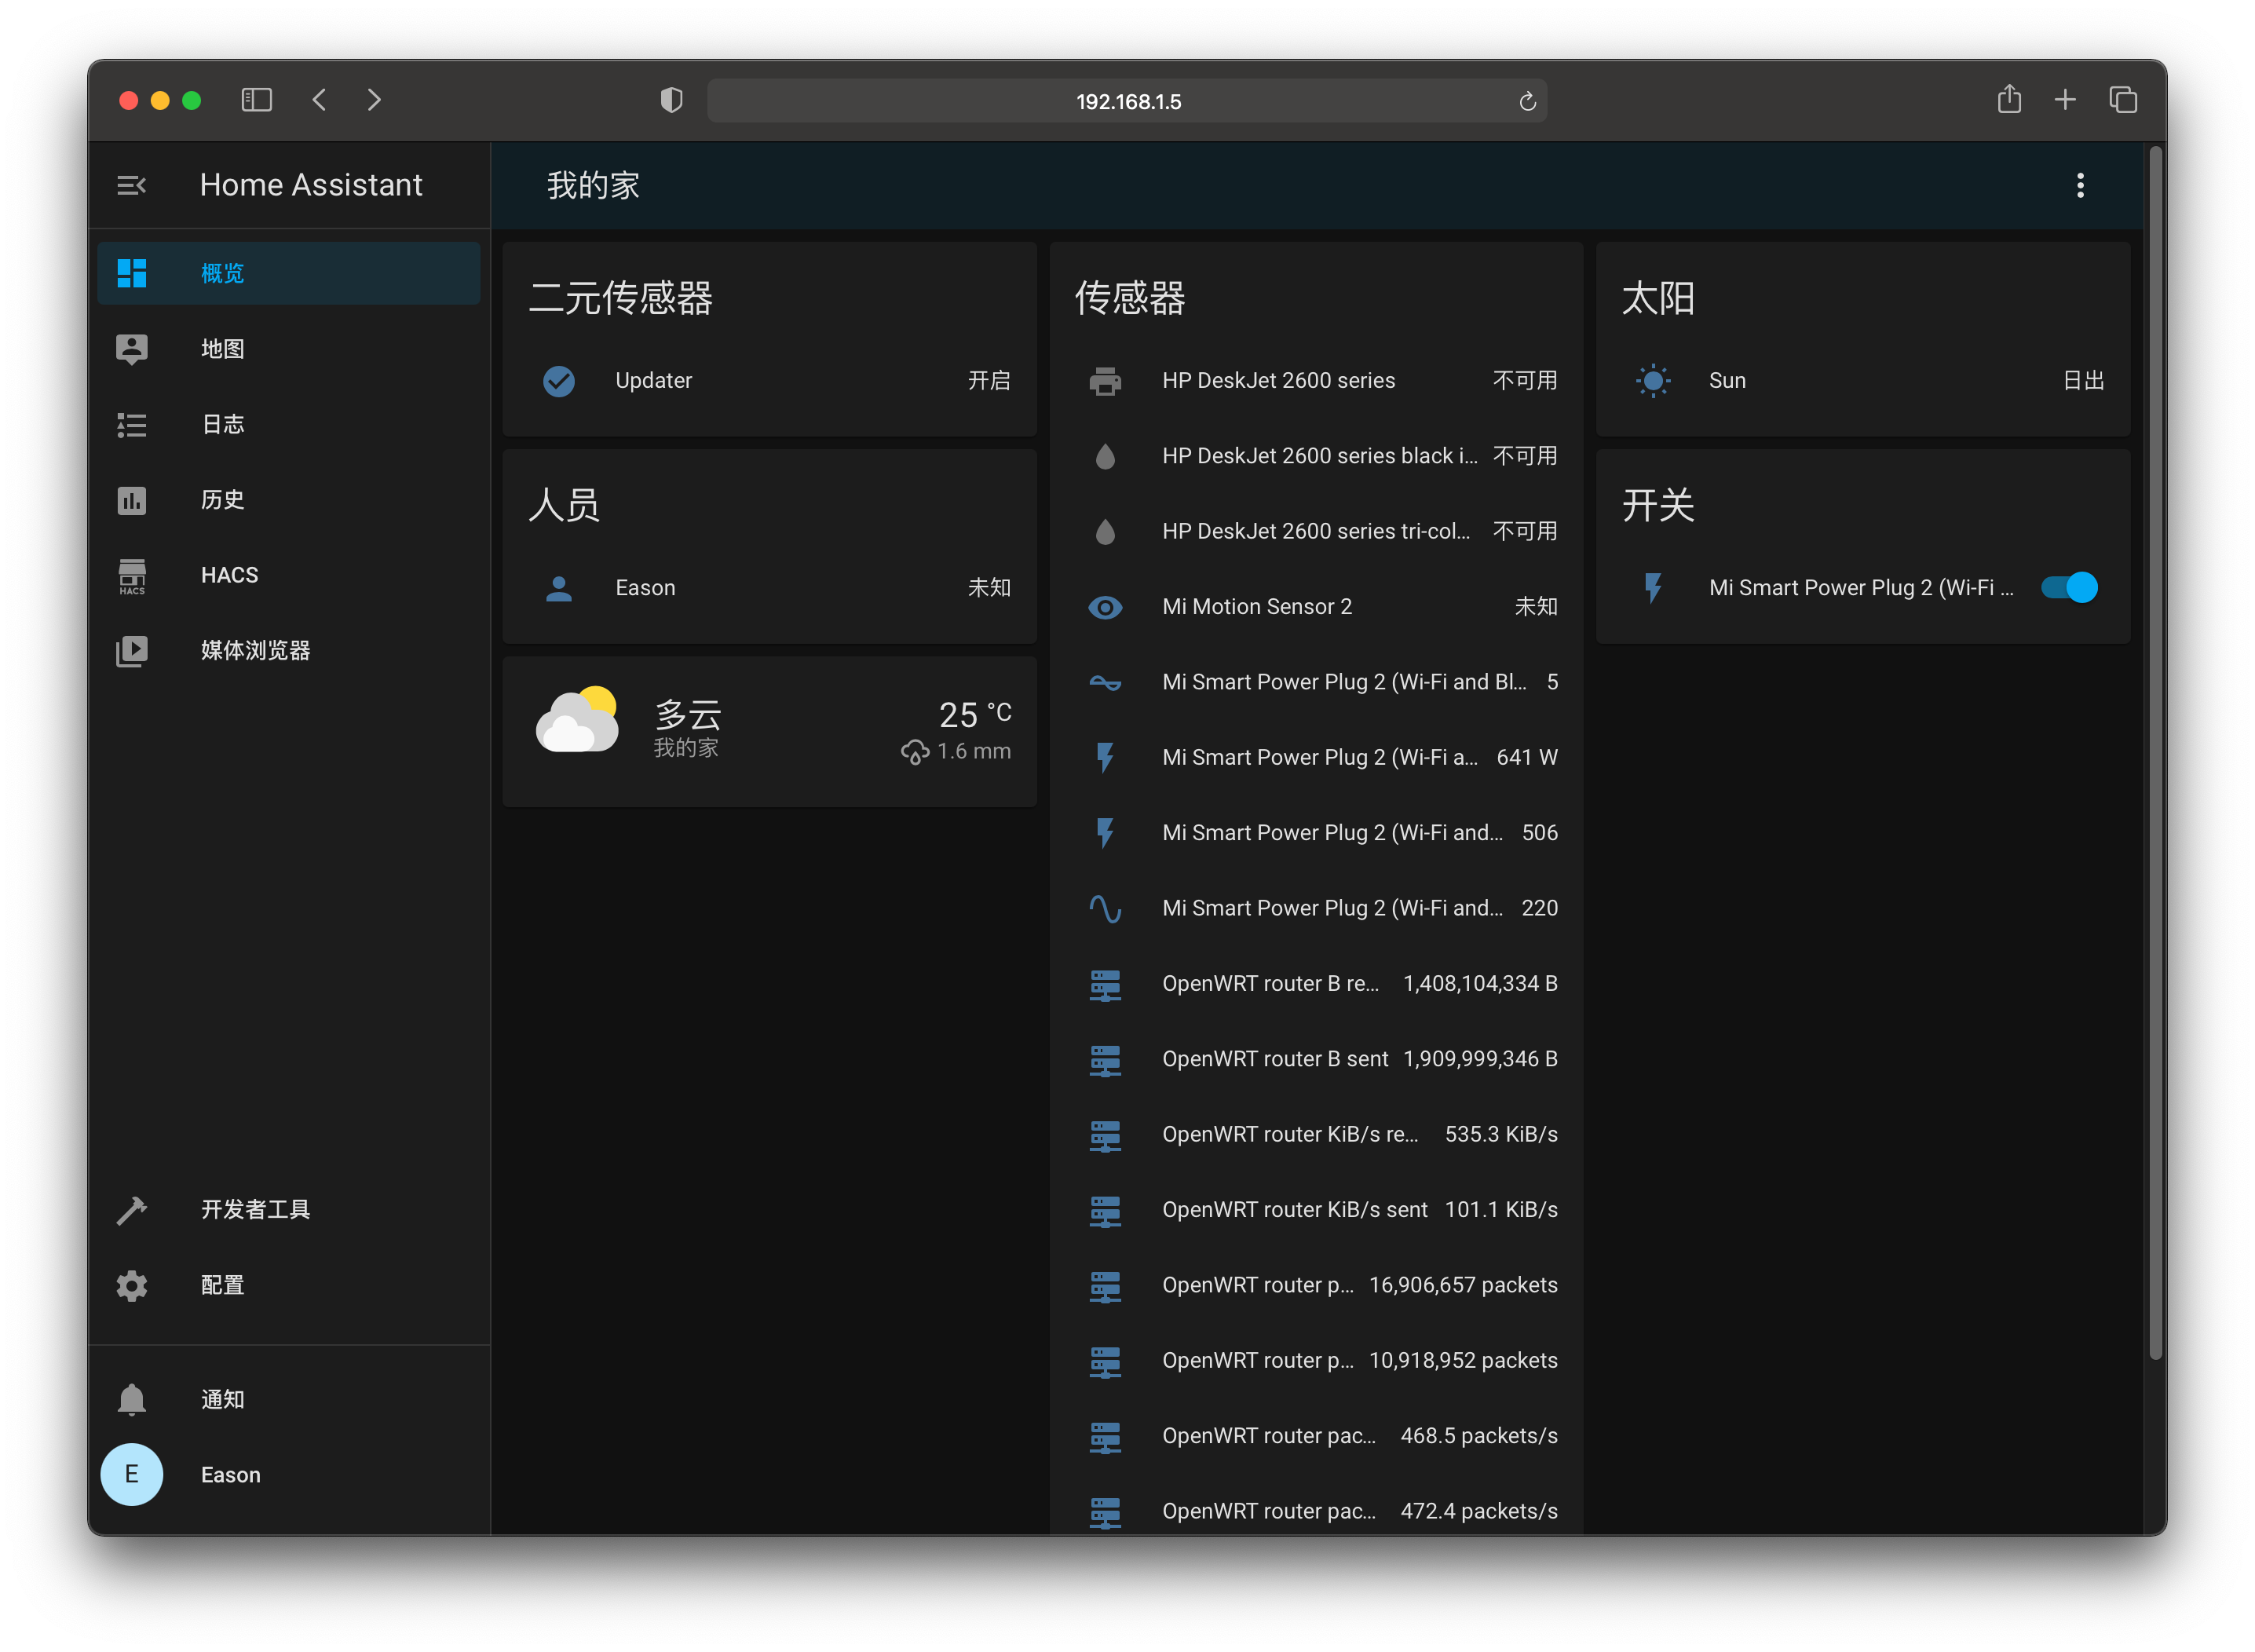 192.168.1.5
Home Assistant
概览
地图
日志
历史
HACS
HACS
媒体浏览器
开发者工具
配置
通知
E
Eason
我的家
二元传感器
Updater 开启
人员
Eason 未知
多云
我的家
25 °C
1.6 mm
传感器
HP DeskJet 2600 series 不可用
HP DeskJet 2600 series black i... 不可用
HP DeskJet 2600 series tri-col... 不可用
Mi Motion Sensor 2 未知
Mi Smart Power Plug 2 (Wi-Fi and Bl... 5
Mi Smart Power Plug 2 (Wi-Fi a... 641 W
Mi Smart Power Plug 2 (Wi-Fi and... 506
Mi Smart Power Plug 2 (Wi-Fi and... 220
OpenWRT router B re... 1,408,104,334 B
OpenWRT router B sent 1,909,999,346 B
OpenWRT router KiB/s re... 535.3 KiB/s
OpenWRT router KiB/s sent 101.1 KiB/s
OpenWRT router p... 16,906,657 packets
OpenWRT router p... 10,918,952 packets
OpenWRT router pac... 468.5 packets/s
OpenWRT router pac... 472.4 packets/s
太阳
Sun 日出
开关
Mi Smart Power Plug 2 (Wi-Fi ...